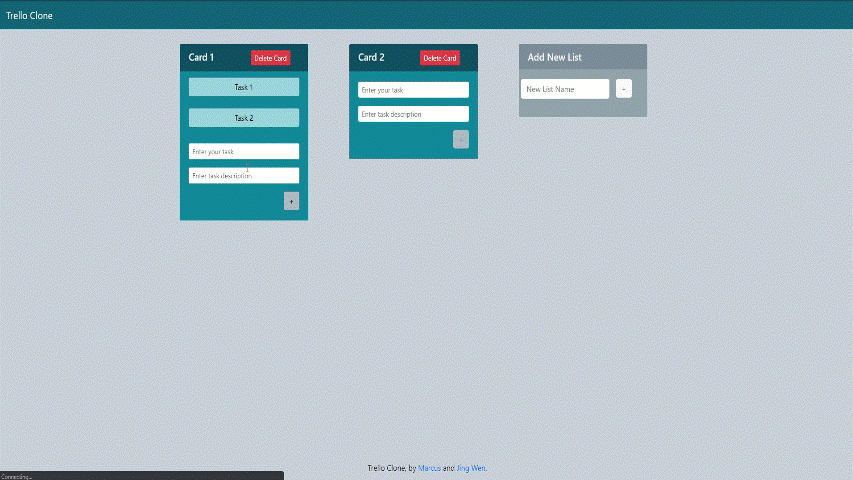 Trello Clone
Card 1
Delete Card
Task 1
Task 2
Enter your task
Enter task description
+
Card 2
Delete Card
Enter your task
Enter task description
+
Add New List
New List Name
+
Trello Clone, by Marcus and Jing Wen.
Connecting...